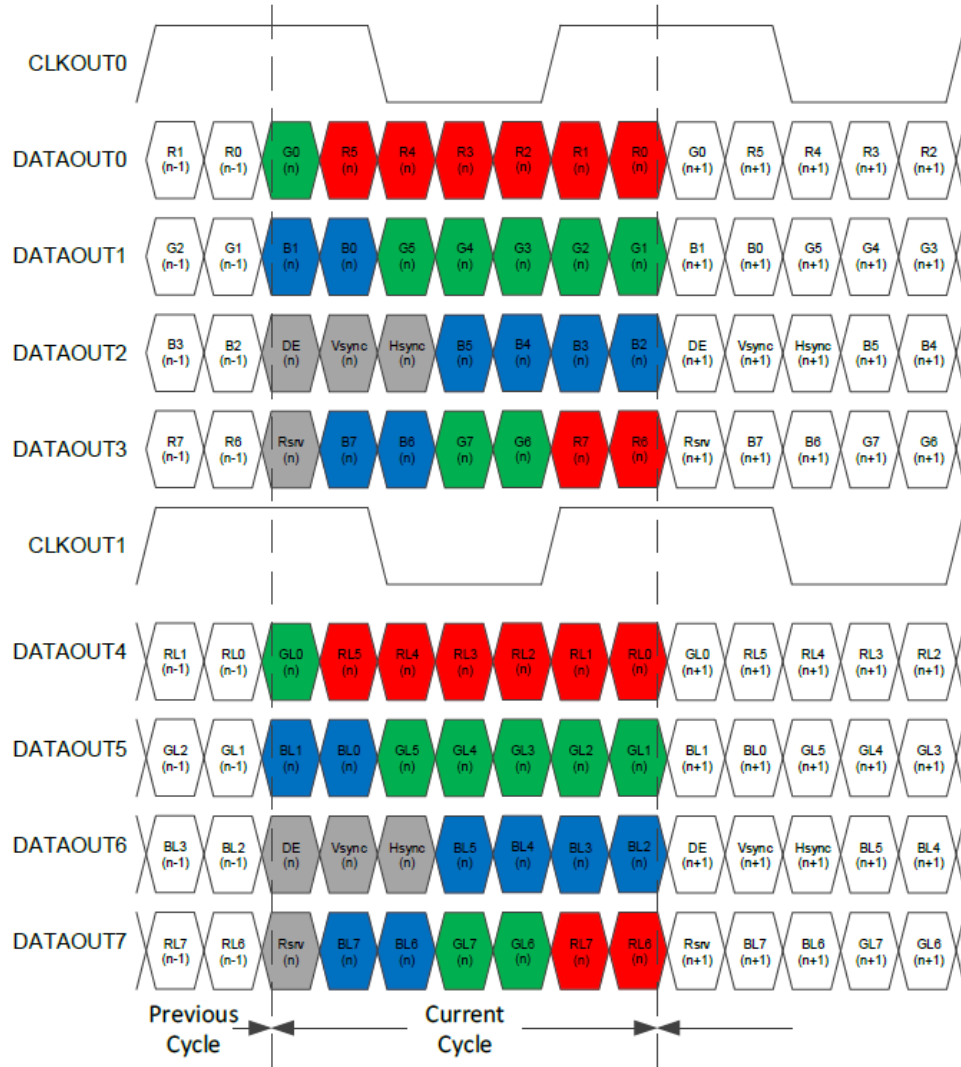 CLKOUT0
DATAOUT0 R1 R0 G0 R5 R4 R3 R2 R1 R0 G0 R5 R4 R3 R2
(n-1) (n-1) (n) (n) (n) (n) (n) (n) (n) (n+1) (n+1) (n+1) (n+1) (n+1)
DATAOUT1 G2 G1 B1 B0 G5 G4 G3 G2 G1 B1 B0 G5 G4 G3
(n-1) (n-1) (n) (n) (n) (n) (n) (n) (n) (n+1) (n+1) (n+1) (n+1) (n+1)
DATAOUT2 B3 B2 DE Vsync Hsync B5 B4 B3 B2 DE Vsync Hsync B5 B4
(n-1) (n-1) (n) (n) (n) (n) (n) (n) (n) (n+1) (n+1) (n+1) (n+1) (n+1)
DATAOUT3 R7 R6 Rsrv B7 B6 G7 G6 R7 R6 Rsrv B7 B6 G7 G6
(n-1) (n-1) (n) (n) (n) (n) (n) (n) (n) (n+1) (n+1) (n+1) (n+1) (n+1)
CLKOUT1
DATAOUT4 RL1 RL0 GL0 RL5 RL4 RL3 RL2 RL1 RL0 GL0 RL5 RL4 RL3 RL2
(n-1) (n-1) (n) (n) (n) (n) (n) (n) (n) (n+1) (n+1) (n+1) (n+1) (n+1)
DATAOUT5 GL2 GL1 BL1 BL0 GL5 GL4 GL3 GL2 GL1 BL1 BL0 GL5 GL4 GL3
(n-1) (n-1) (n) (n) (n) (n) (n) (n) (n) (n+1) (n+1) (n+1) (n+1) (n+1)
DATAOUT6 BL3 BL2 DE Vsync Hsync BL5 BL4 BL3 BL2 DE Vsync Hsync BL5 BL4
(n-1) (n-1) (n) (n) (n) (n) (n) (n) (n) (n+1) (n+1) (n+1) (n+1) (n+1)
DATAOUT7 RL7 RL6 Rsrv BL7 BL6 GL7 GL6 RL7 RL6 Rsrv BL7 BL6 GL7 GL6
(n-1) (n-1) (n) (n) (n) (n) (n) (n) (n) (n+1) (n+1) (n+1) (n+1) (n+1)
Previous Current
Cycle Cycle